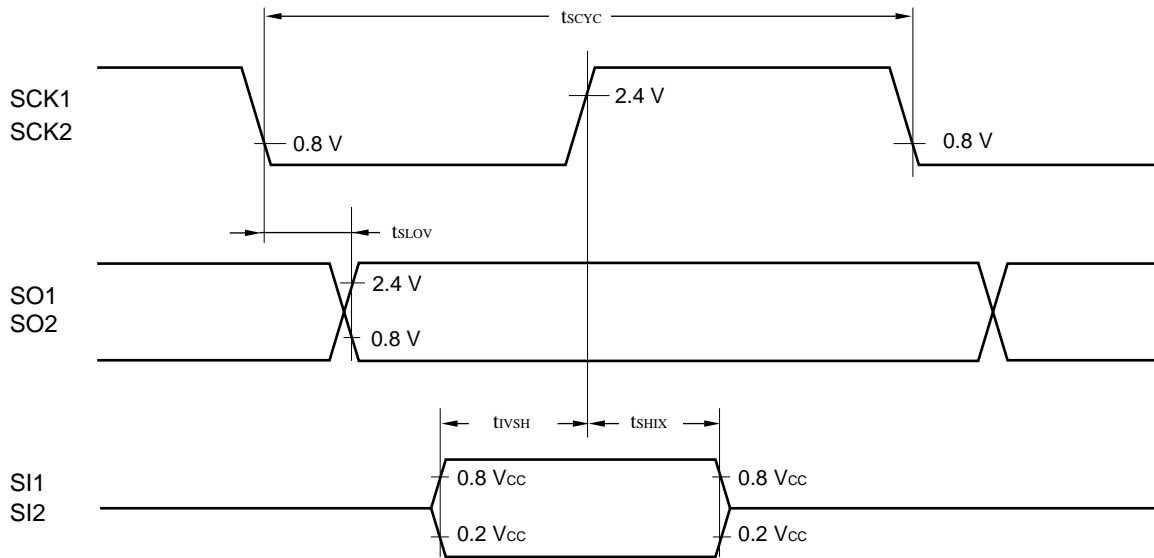 tSCYC
SCK1
SCK2
2.4 V
0.8 V
0.8 V
tSLOV
SO1
SO2
2.4 V
0.8 V
tIVSH
tSHIX
SI1
SI2
0.8 VCC
0.8 VCC
0.2 VCC
0.2 VCC